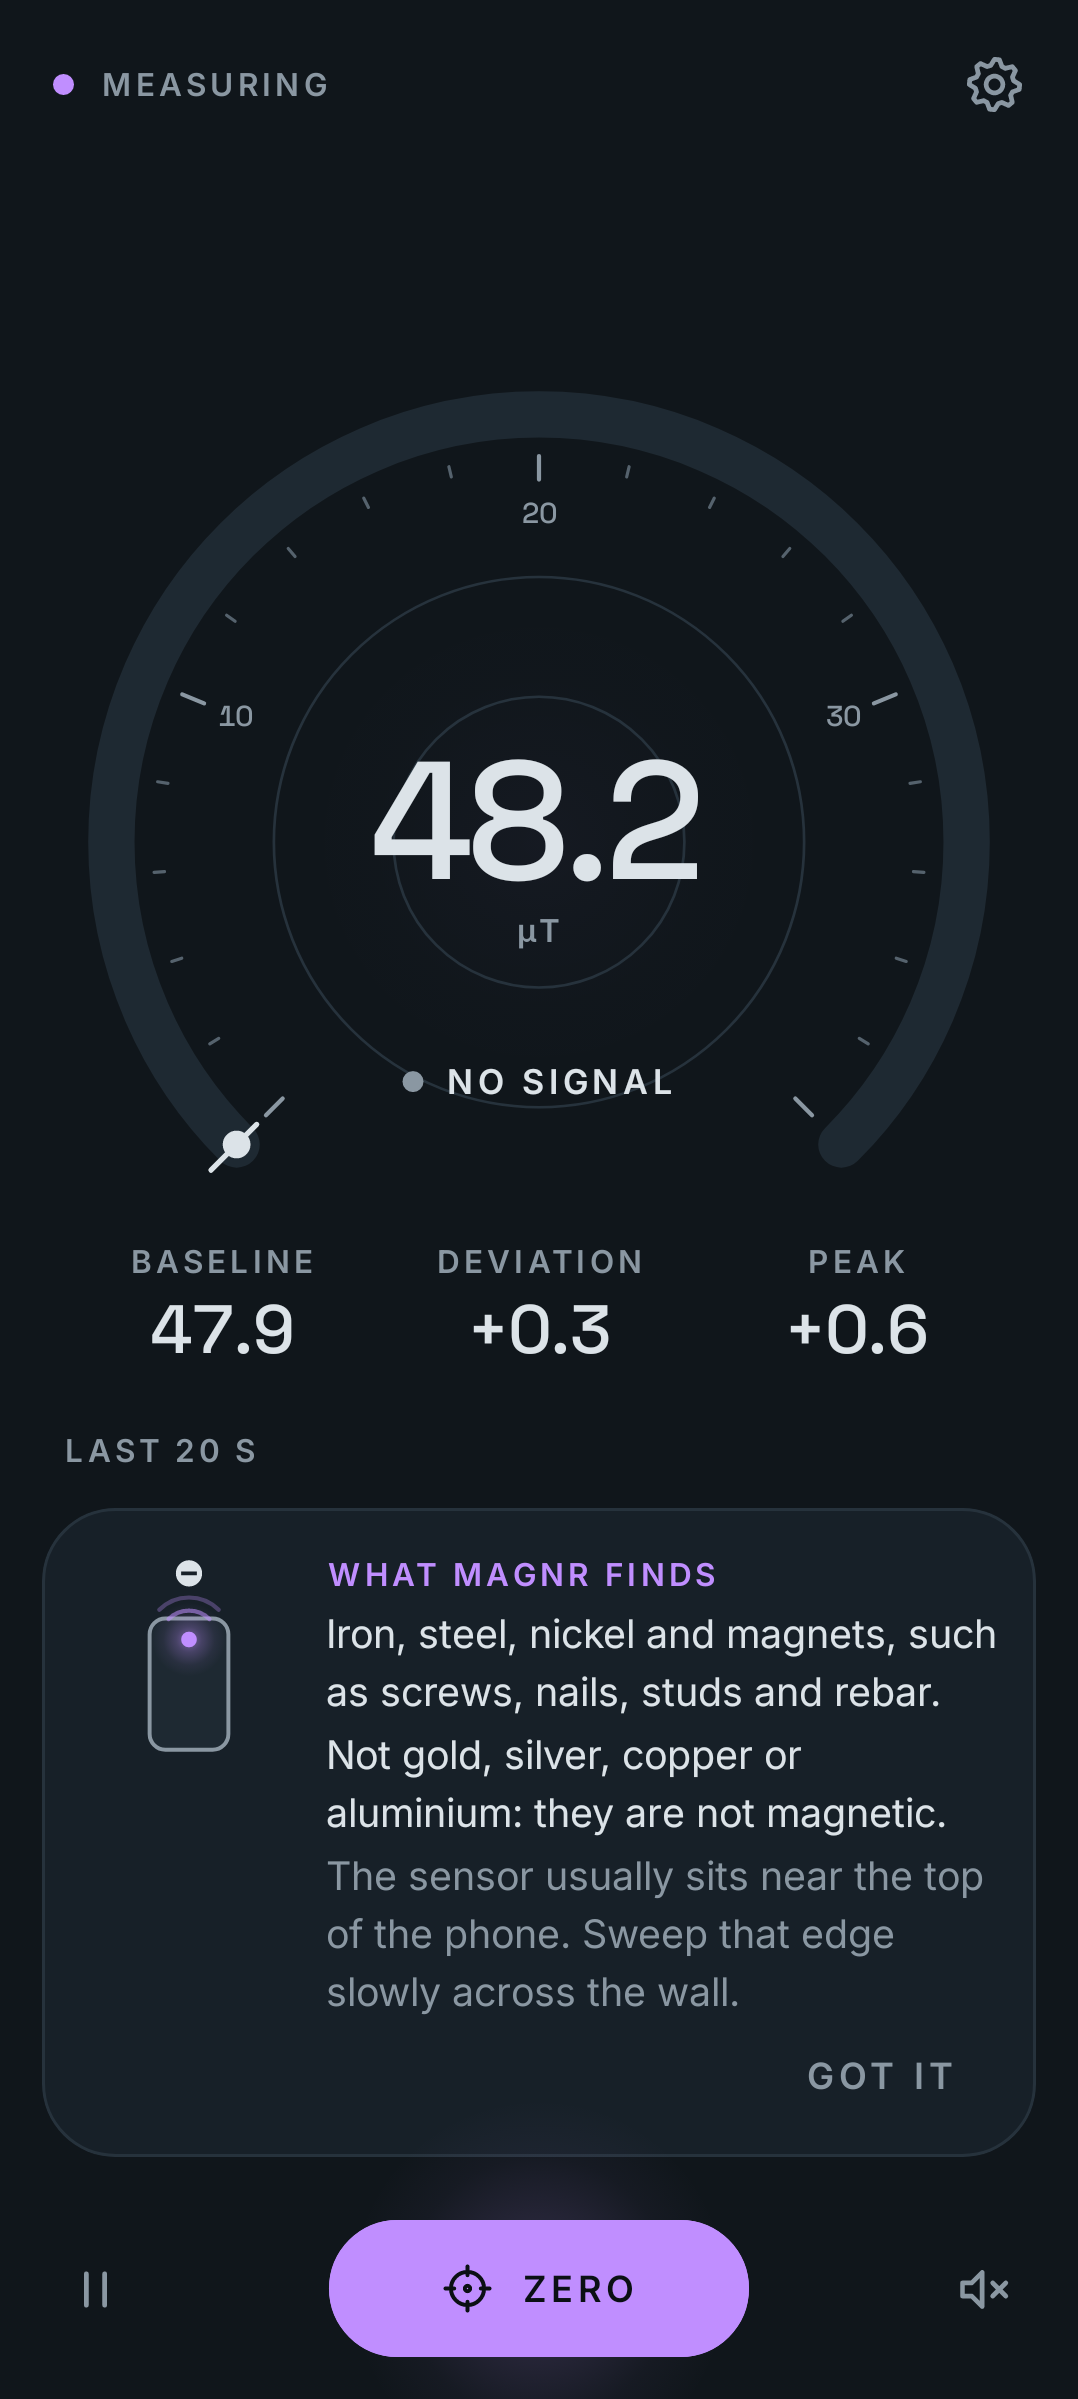 MEASURING
20
10
30
48.2
µT
NO SIGNAL
BASELINE DEVIATION PEAK
47.9 +0.3 +0.6
LAST 20 S
WHAT MAGNR FINDS
Iron, steel, nickel and magnets, such
as screws, nails, studs and rebar.
Not gold, silver, copper or
aluminium: they are not magnetic.
The sensor usually sits near the top
of the phone. Sweep that edge
slowly across the wall.
GOT IT
ZERO